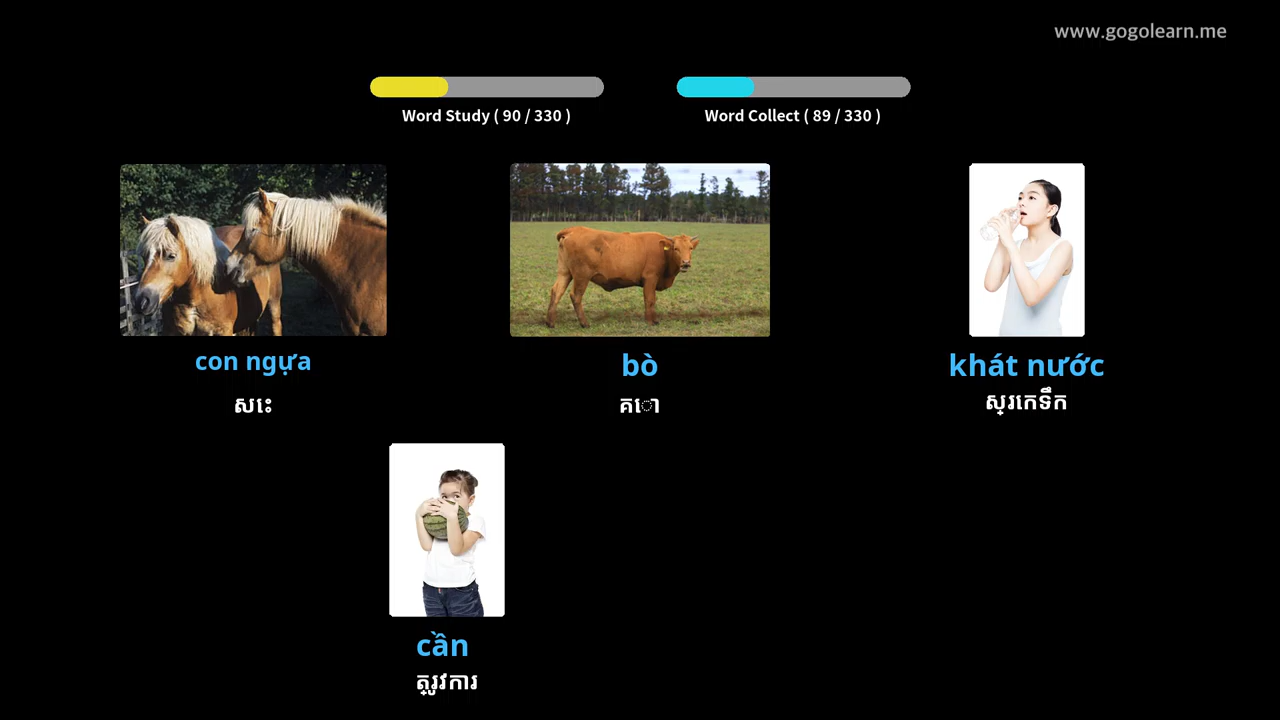 www.gogolearn.me
Word Study ( 90 / 330 )
Word Collect ( 89 / 330 )
con ngựa
bò
khát nước
សេះ
គោ
ស្រេកទឹក
cần
ត្រូវការ